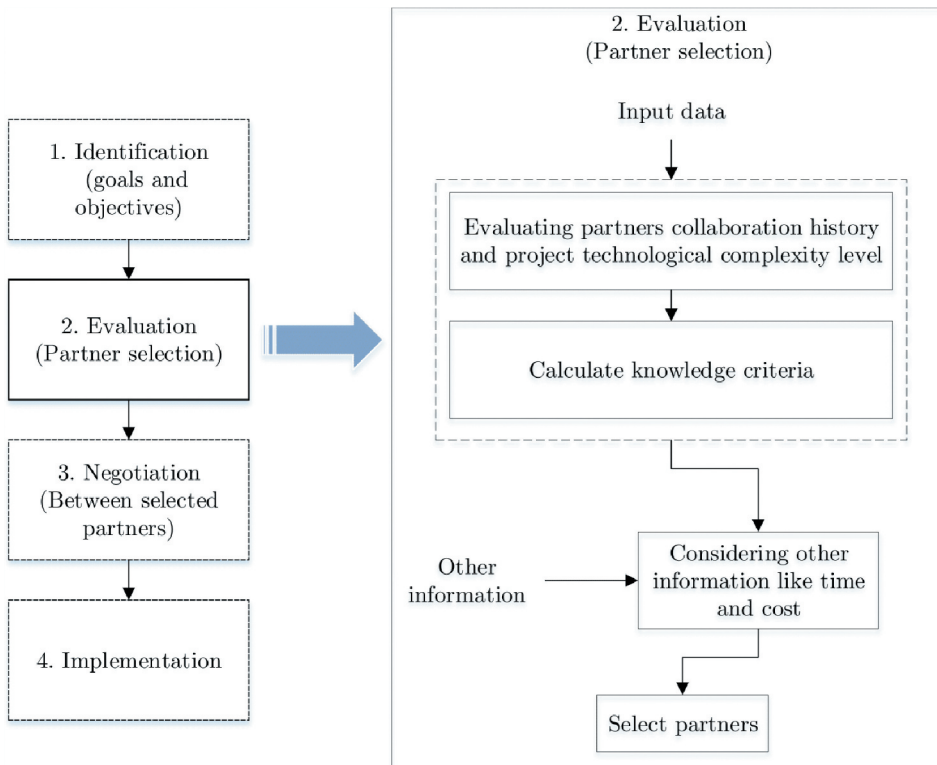 1. Identification
(goals and
objectives)
2. Evaluation
(Partner selection)
3. Negotiation
(Between selected
partners)
4. Implementation
2. Evaluation
(Partner selection)
Input data
Evaluating partners collaboration history
and project technological complexity level
Calculate knowledge criteria
Other
information
Considering other
information like time
and cost
Select partners